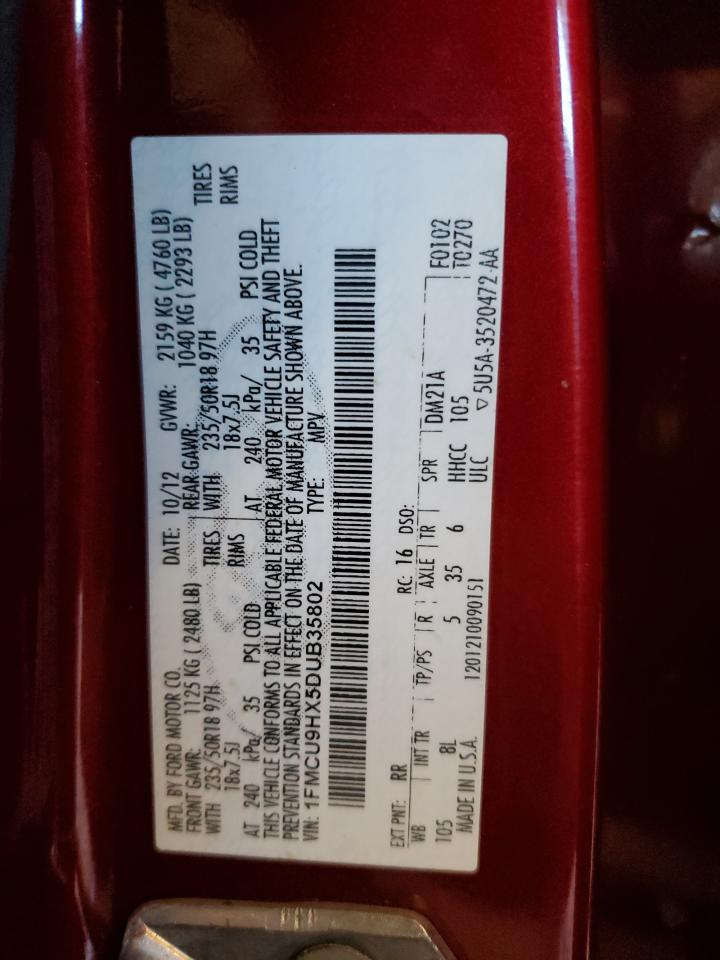 MFD. BY FORD MOTOR CO.
DATE: 10/12 GVWR: 2159 KG ( 4760 LB)
FRONT GAWR: 1125 KG ( 2480 LB) REAR GAWR: 1040 KG ( 2293 LB)
WITH 235/50R18 97H TIRES WITH 235/50R18 97H TIRES
18x7.5J RIMS 18x7.5J RIMS
AT 240 kPa/ 35 PSI COLD AT 240 kPa/ 35 PSI COLD
THIS VEHICLE CONFORMS TO ALL APPLICABLE FEDERAL MOTOR VEHICLE SAFETY AND THEFT
PREVENTION STANDARDS IN EFFECT ON THE DATE OF MANUFACTURE SHOWN ABOVE.
VIN: 1FMCU9HX5DUB35802 TYPE: MPV
EXT PNT: RR RC: 16 DSO:
WB INT TR TP/PS R AXLE TR SPR DM21A F0102
105 8L 5 35 6 HHCC 105 T0270
MADE IN U.S.A. 1201210090151 ULC ▽ 5U5A-3520472-AA